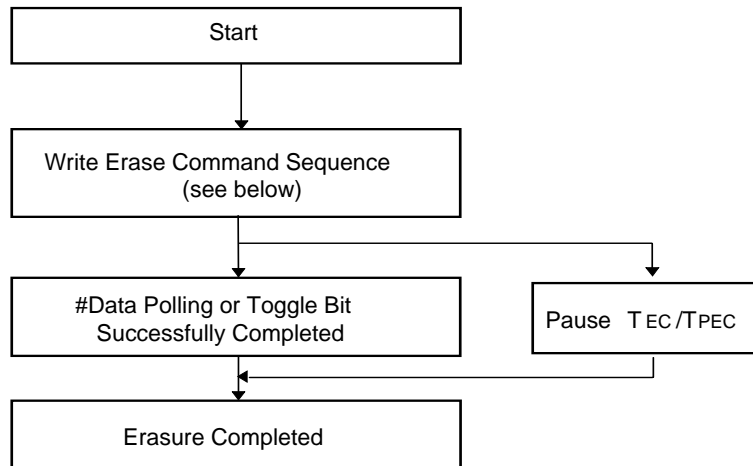 Start
Write Erase Command Sequence
(see below)
#Data Polling or Toggle Bit
Successfully Completed
Pause TEC/TPEC
Erasure Completed